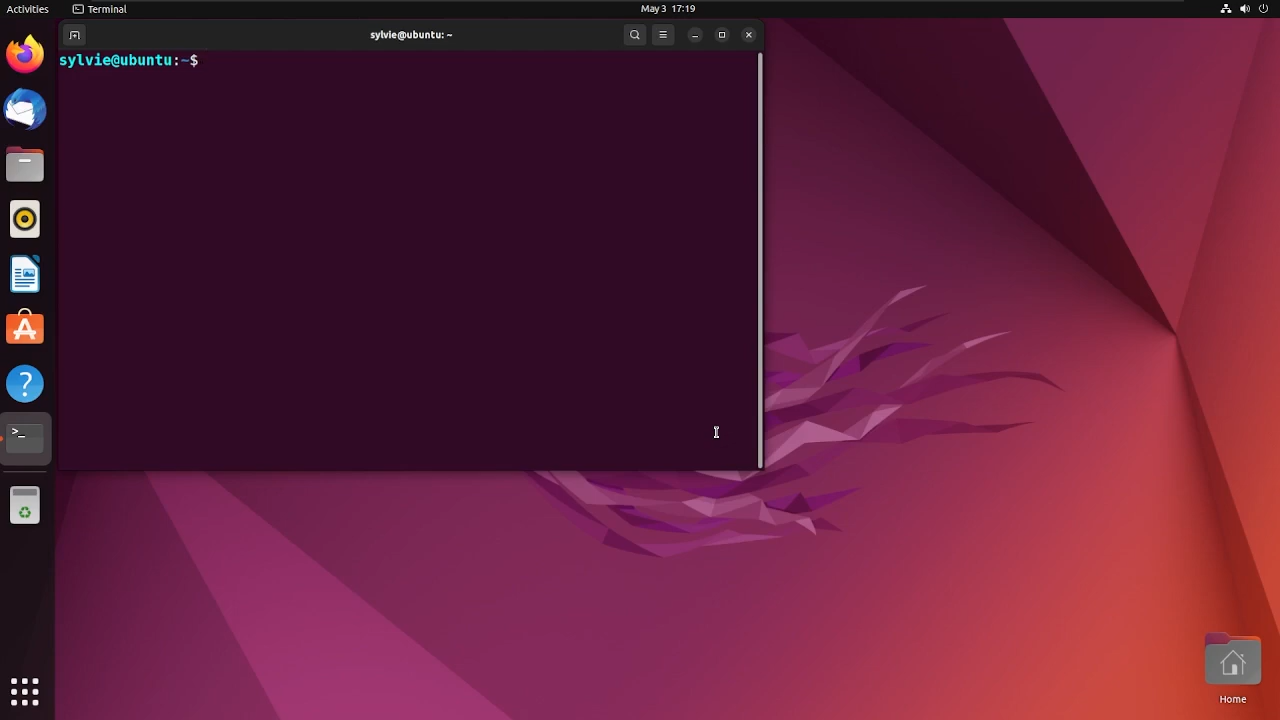 Activities
Terminal
May 3 17:19
sylvie@ubuntu: ~
sylvie@ubuntu:~$
>_
?
Home